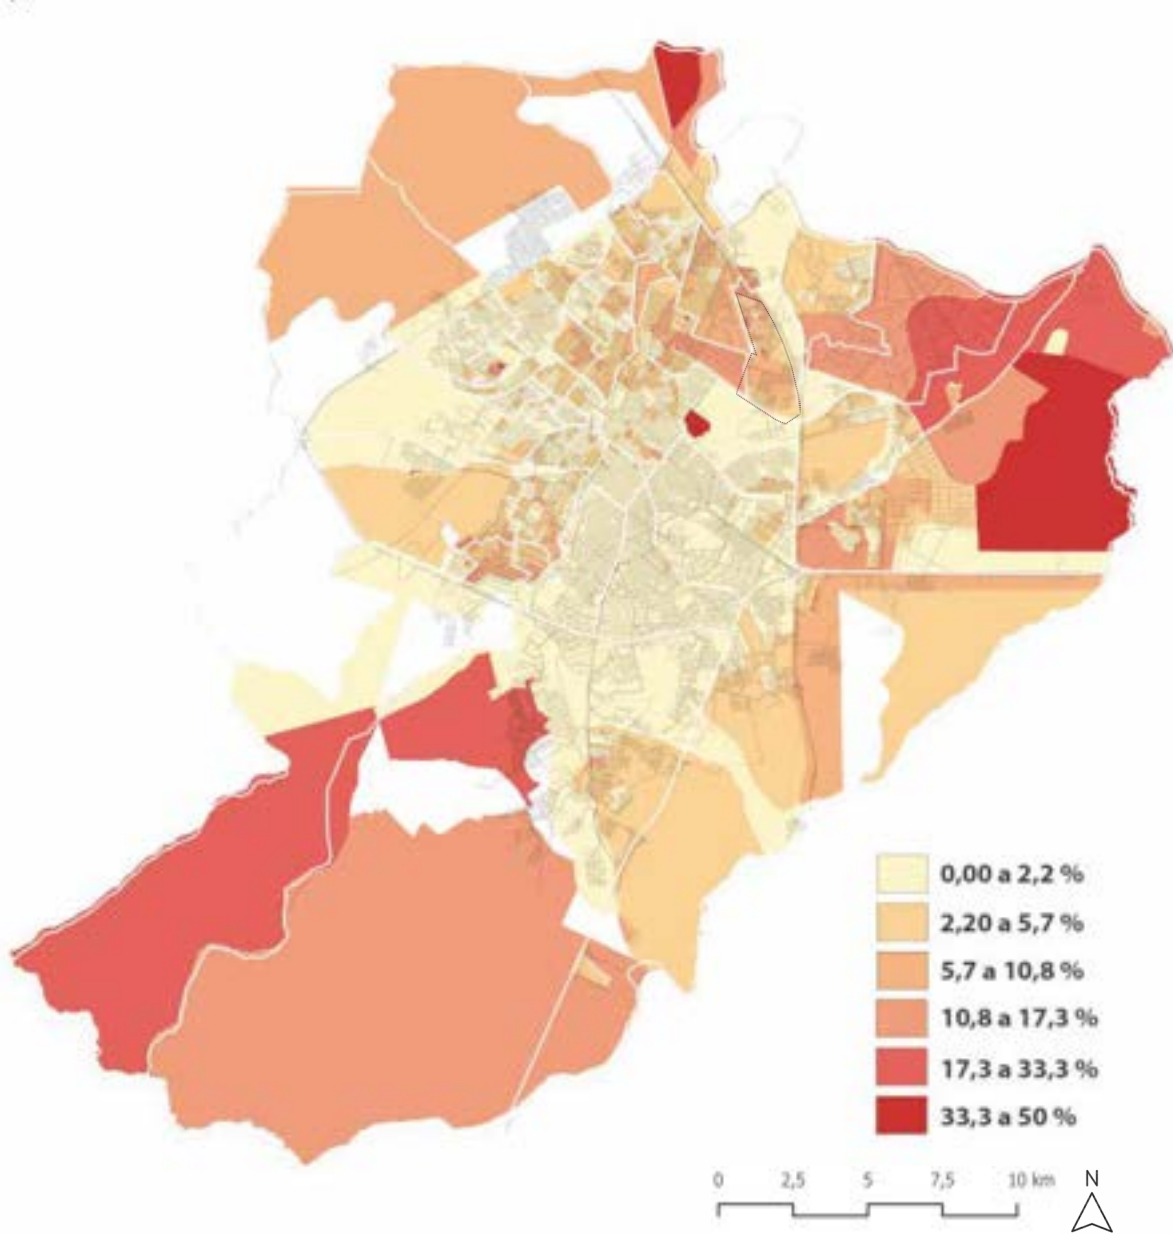 0,00 a 2,2 %
2,20 a 5,7 %
5,7 a 10,8 %
10,8 a 17,3 %
17,3 a 33,3 %
33,3 a 50 %
0 2,5 5 7,5 10 km
N